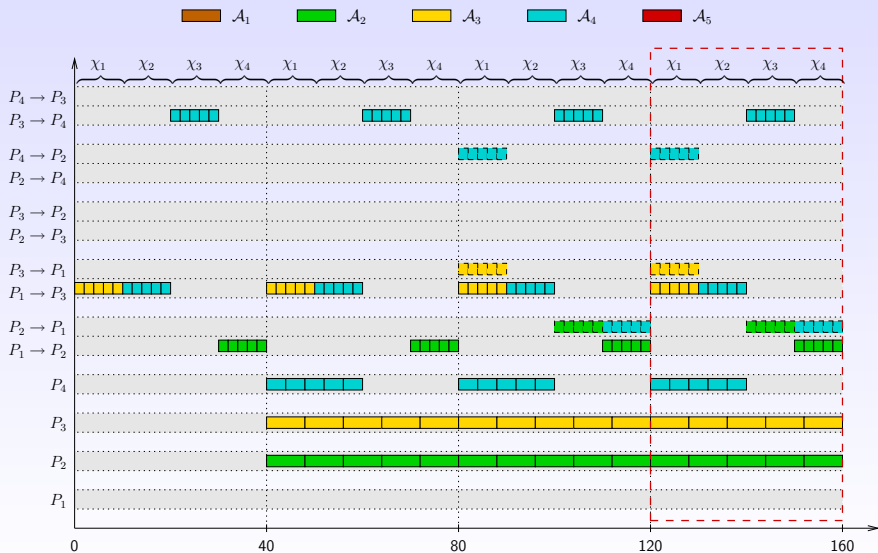 𝒜₁ 𝒜₂ 𝒜₃ 𝒜₄ 𝒜₅
χ₁ χ₂ χ₃ χ₄ χ₁ χ₂ χ₃ χ₄ χ₁ χ₂ χ₃ χ₄ χ₁ χ₂ χ₃ χ₄
P₄ → P₃
P₃ → P₄
P₄ → P₂
P₂ → P₄
P₃ → P₂
P₂ → P₃
P₃ → P₁
P₁ → P₃
P₂ → P₁
P₁ → P₂
P₄
P₃
P₂
P₁
0 40 80 120 160